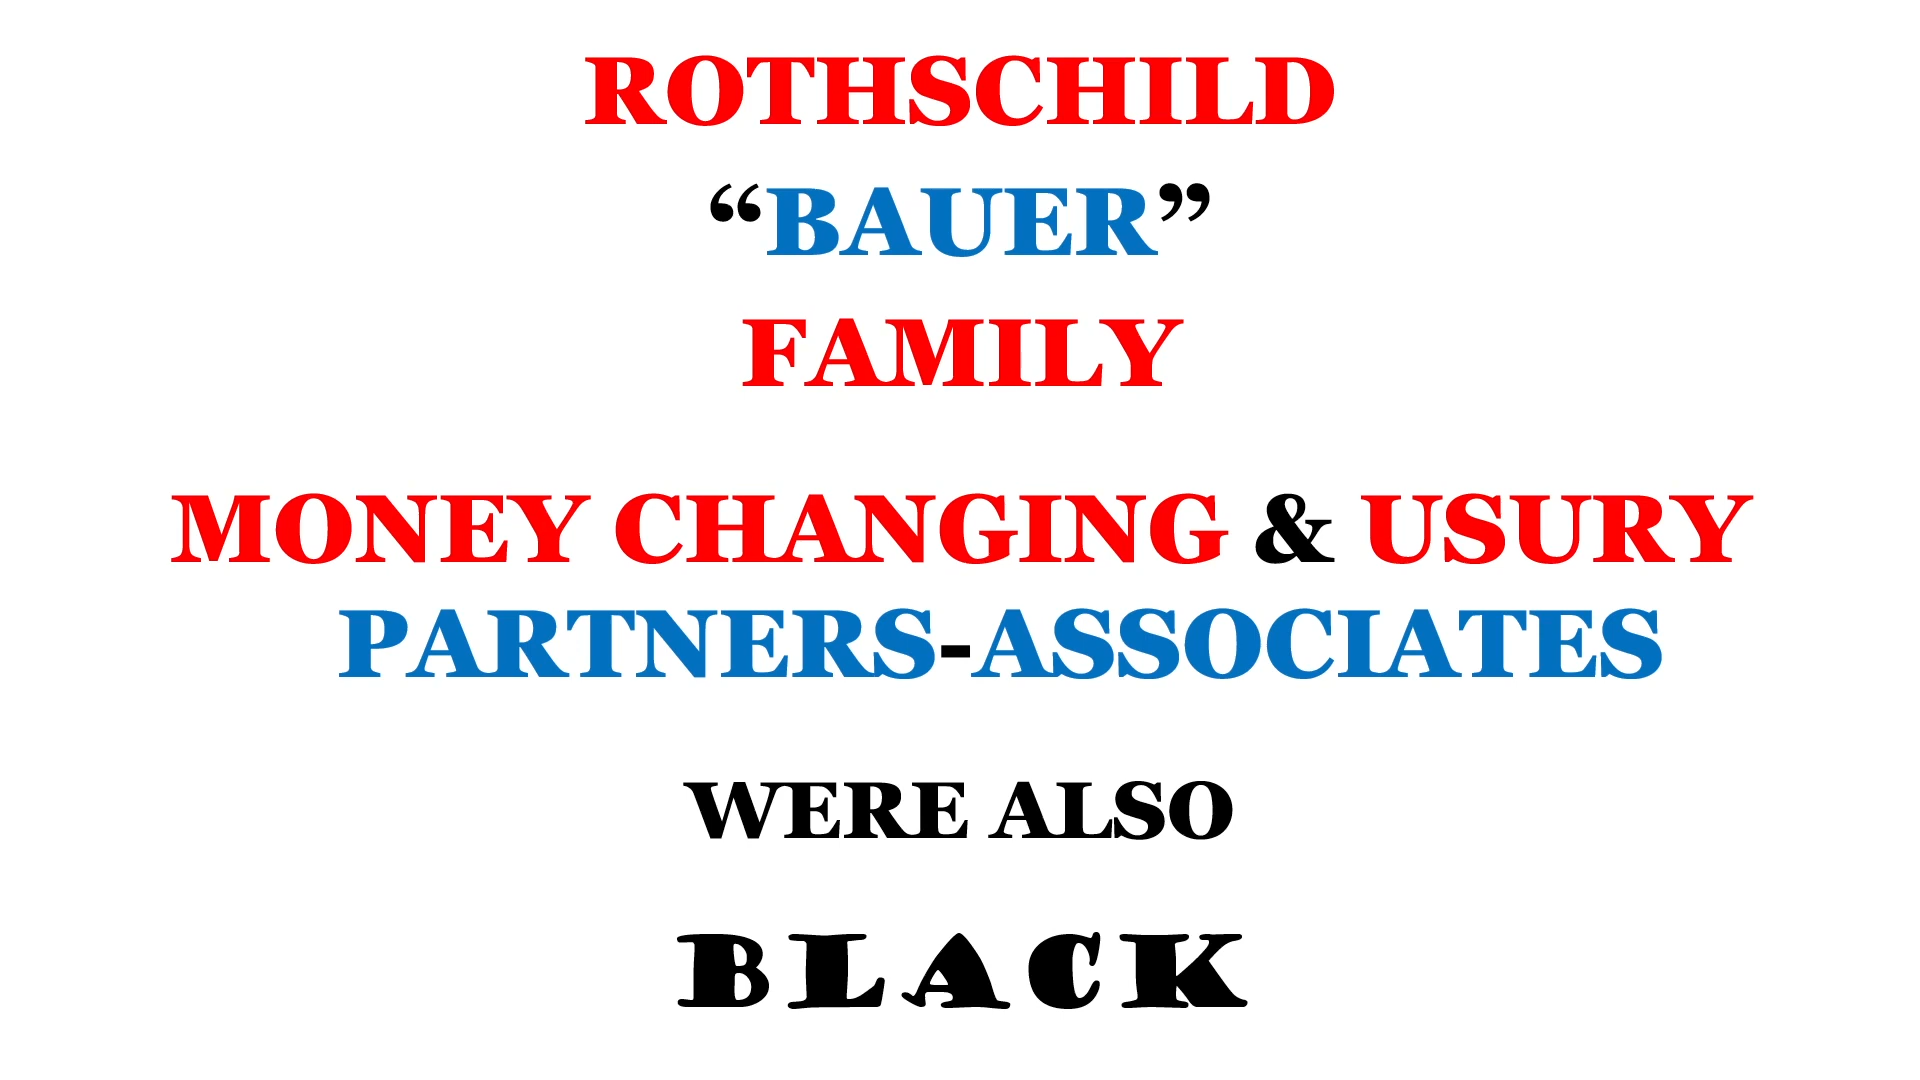 ROTHSCHILD
“BAUER”
FAMILY
MONEY CHANGING & USURY
PARTNERS-ASSOCIATES
WERE ALSO
BLACK